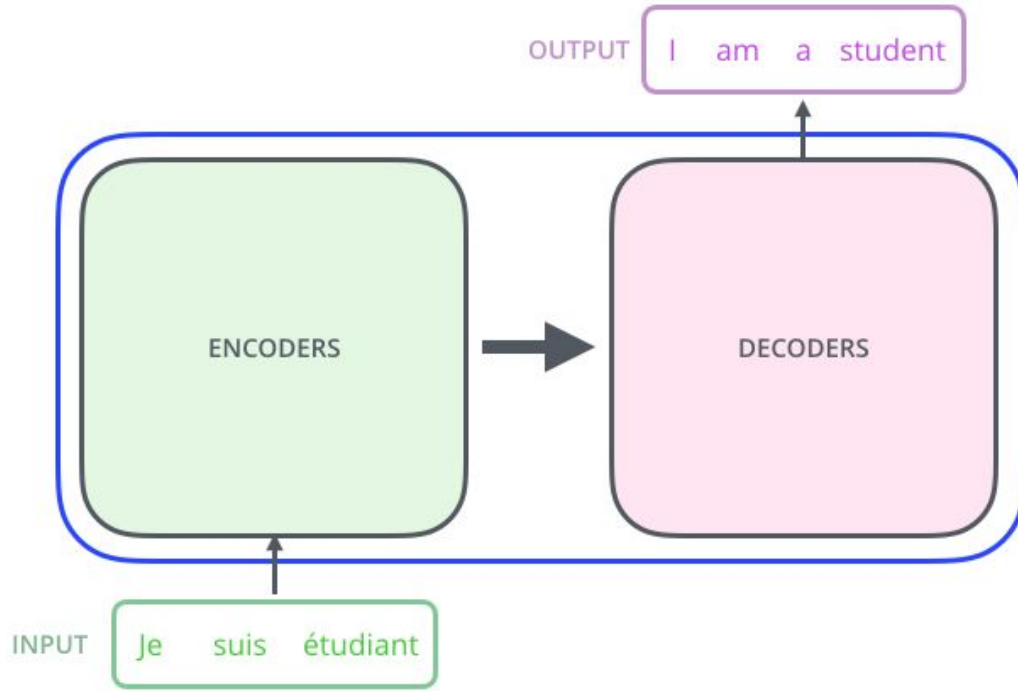 OUTPUT I am a student
ENCODERS DECODERS
INPUT Je suis étudiant